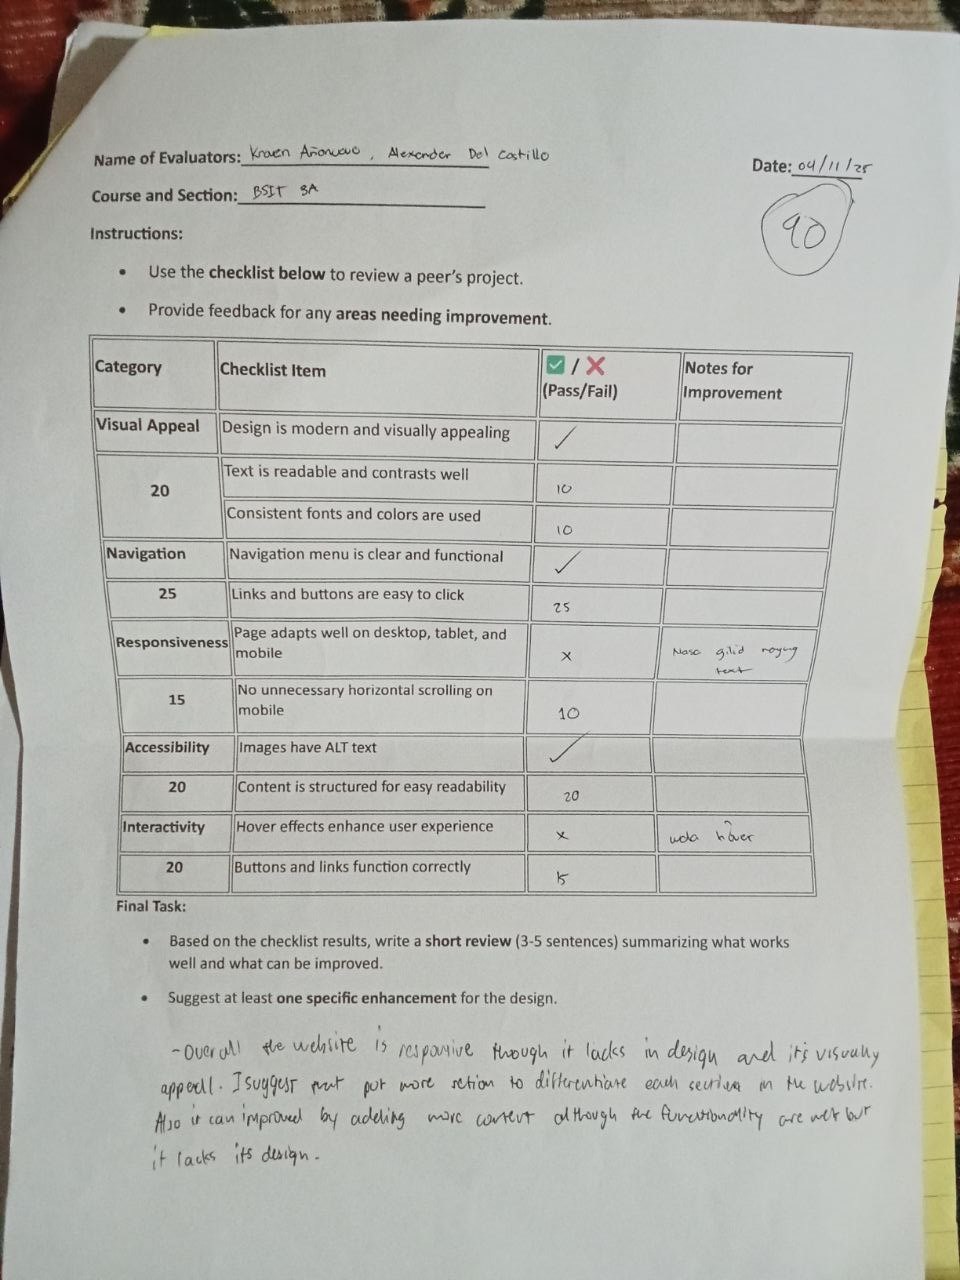 Name of Evaluators: Kraven Añonuevo, Alexander Del Castillo
Date: 04/11/25
Course and Section: BSIT 3A
90
Instructions:
• Use the checklist below to review a peer's project.
• Provide feedback for any areas needing improvement.
Category Checklist Item ✅ / ❌ (Pass/Fail) Notes for Improvement
Visual Appeal Design is modern and visually appealing ✓
20 Text is readable and contrasts well 10
Consistent fonts and colors are used 10
Navigation Navigation menu is clear and functional ✓
25 Links and buttons are easy to click 25
Responsiveness Page adapts well on desktop, tablet, and mobile x Nasa gilid text
15 No unnecessary horizontal scrolling on mobile 10
Accessibility Images have ALT text ✓
20 Content is structured for easy readability 20
Interactivity Hover effects enhance user experience x wala hover
20 Buttons and links function correctly 15
Final Task:
• Based on the checklist results, write a short review (3-5 sentences) summarizing what works
well and what can be improved.
• Suggest at least one specific enhancement for the design.
- Overall the website is responsive though it lacks in design and it's visually
appeall. I suggest that put more to differentiate each section in the website.
Also it can improved by adding more content although the functionality are met but
it lacks its design.